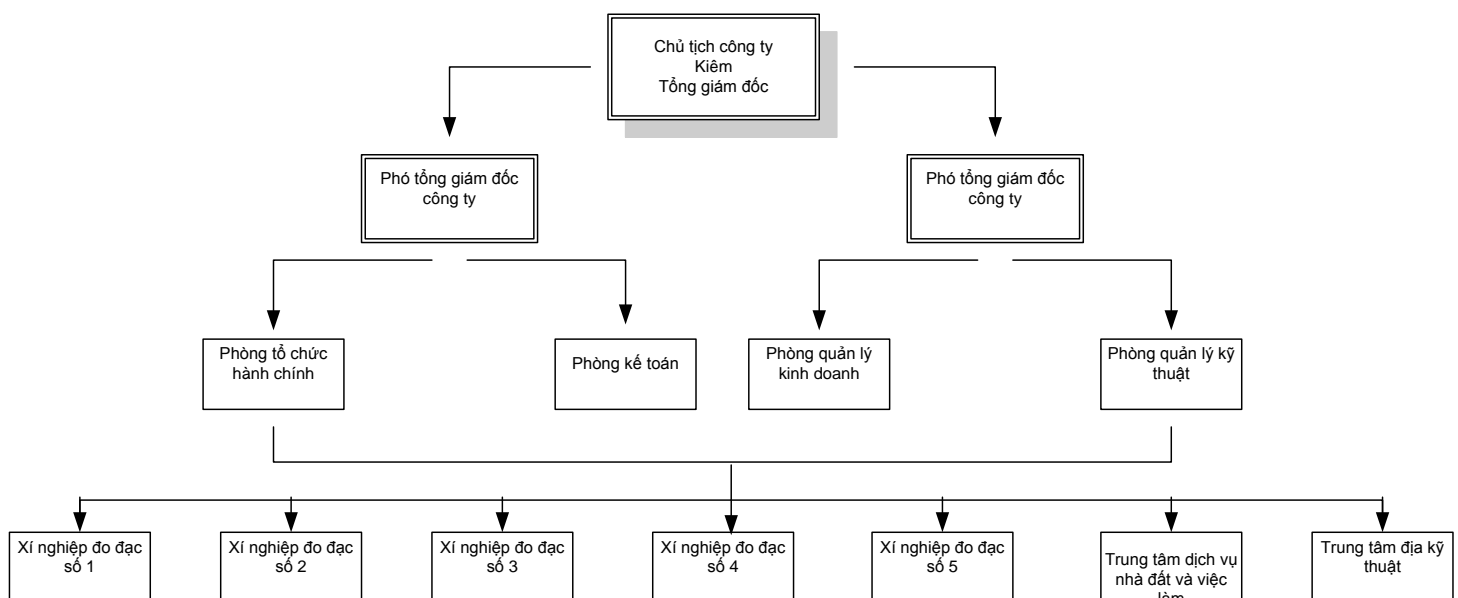 Chủ tịch công ty
Kiêm
Tổng giám đốc
Phó tổng giám đốc
công ty
Phó tổng giám đốc
công ty
Phòng tổ chức
hành chính
Phòng kế toán
Phòng quản lý
kinh doanh
Phòng quản lý kỹ
thuật
Xí nghiệp đo đạc
số 1
Xí nghiệp đo đạc
số 2
Xí nghiệp đo đạc
số 3
Xí nghiệp đo đạc
số 4
Xí nghiệp đo đạc
số 5
Trung tâm dịch vụ
nhà đất và việc
làm
Trung tâm địa kỹ
thuật